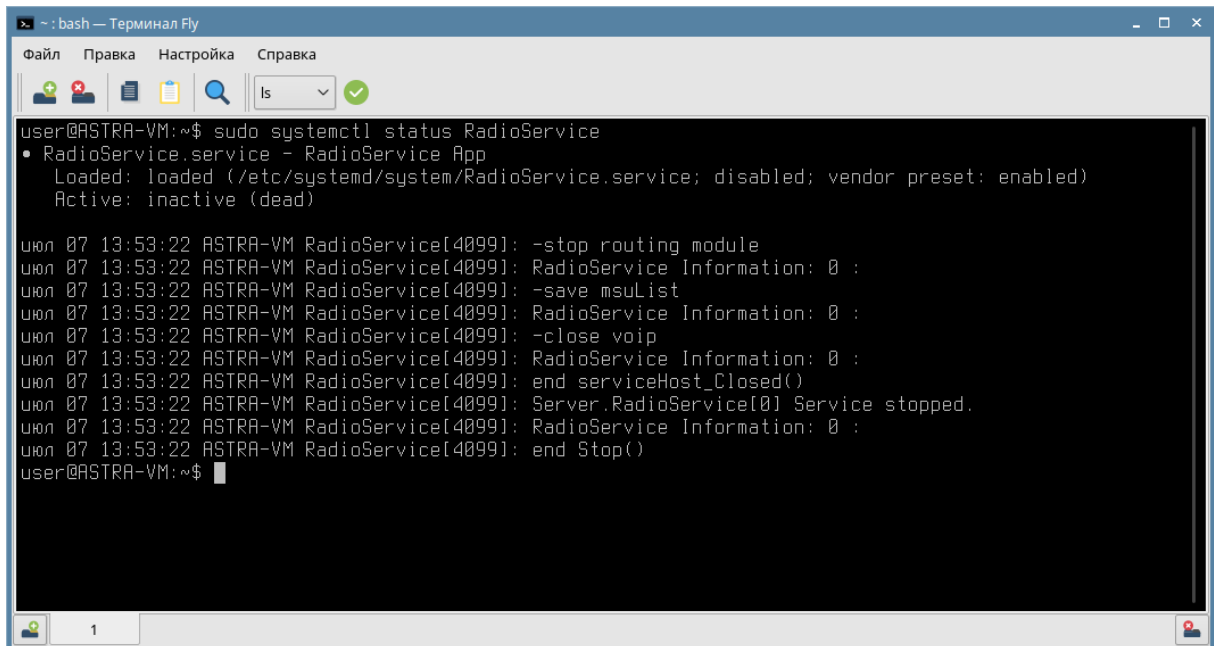 ~ : bash — Терминал Fly
Файл Правка Настройка Справка
ls
user@ASTRA-VM:~$ sudo systemctl status RadioService
● RadioService.service - RadioService App
Loaded: loaded (/etc/systemd/system/RadioService.service; disabled; vendor preset: enabled)
Active: inactive (dead)
июл 07 13:53:22 ASTRA-VM RadioService[4099]: -stop routing module
июл 07 13:53:22 ASTRA-VM RadioService[4099]: RadioService Information: 0 :
июл 07 13:53:22 ASTRA-VM RadioService[4099]: -save msuList
июл 07 13:53:22 ASTRA-VM RadioService[4099]: RadioService Information: 0 :
июл 07 13:53:22 ASTRA-VM RadioService[4099]: -close voip
июл 07 13:53:22 ASTRA-VM RadioService[4099]: RadioService Information: 0 :
июл 07 13:53:22 ASTRA-VM RadioService[4099]: end serviceHost_Closed()
июл 07 13:53:22 ASTRA-VM RadioService[4099]: Server.RadioService[0] Service stopped.
июл 07 13:53:22 ASTRA-VM RadioService[4099]: RadioService Information: 0 :
июл 07 13:53:22 ASTRA-VM RadioService[4099]: end Stop()
user@ASTRA-VM:~$
1